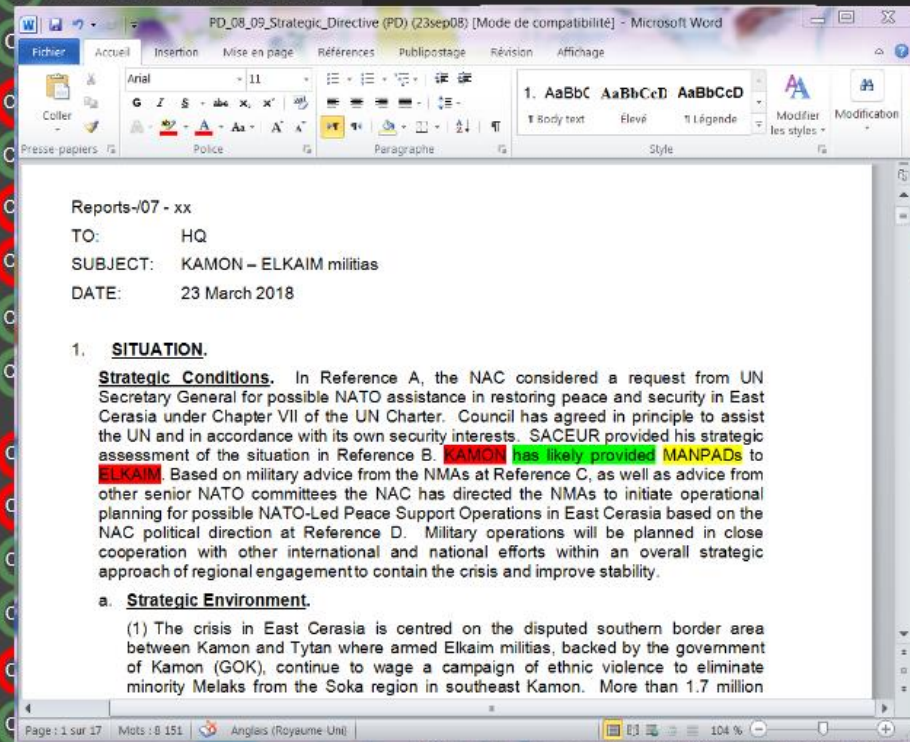 PD_08_09_Strategic_Directive (PD) (23sep08) [Mode de compatibilité] - Microsoft Word
Fichier Accueil Insertion Mise en page Références Publipostage Révision Affichage
Arial 11
1. AaBbC AaBbCcD AaBbCcD
Coller
G I S abc x, x²
¶ Body text Élevé ¶ Légende
Modifier les styles
Modification
Presse-papiers Police Paragraphe Style
Reports-/07 - xx
TO: HQ
SUBJECT: KAMON – ELKAIM militias
DATE: 23 March 2018
1. SITUATION.
Strategic Conditions. In Reference A, the NAC considered a request from UN
Secretary General for possible NATO assistance in restoring peace and security in East
Cerasia under Chapter VII of the UN Charter. Council has agreed in principle to assist
the UN and in accordance with its own security interests. SACEUR provided his strategic
assessment of the situation in Reference B. KAMON has likely provided MANPADs to
ELKAIM. Based on military advice from the NMAs at Reference C, as well as advice from
other senior NATO committees the NAC has directed the NMAs to initiate operational
planning for possible NATO-Led Peace Support Operations in East Cerasia based on the
NAC political direction at Reference D. Military operations will be planned in close
cooperation with other international and national efforts within an overall strategic
approach of regional engagement to contain the crisis and improve stability.
a. Strategic Environment.
(1) The crisis in East Cerasia is centred on the disputed southern border area
between Kamon and Tytan where armed Elkaim militias, backed by the government
of Kamon (GOK), continue to wage a campaign of ethnic violence to eliminate
minority Melaks from the Soka region in southeast Kamon. More than 1.7 million
Page : 1 sur 17 Mots : 8 151 Anglais (Royaume-Uni) 104 %